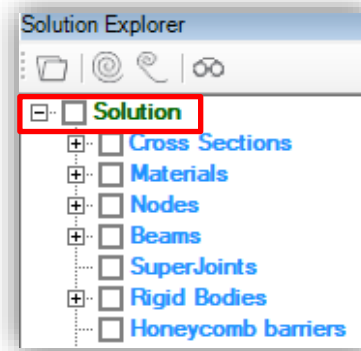 Solution Explorer
Solution
Cross Sections
Materials
Nodes
Beams
SuperJoints
Rigid Bodies
Honeycomb barriers